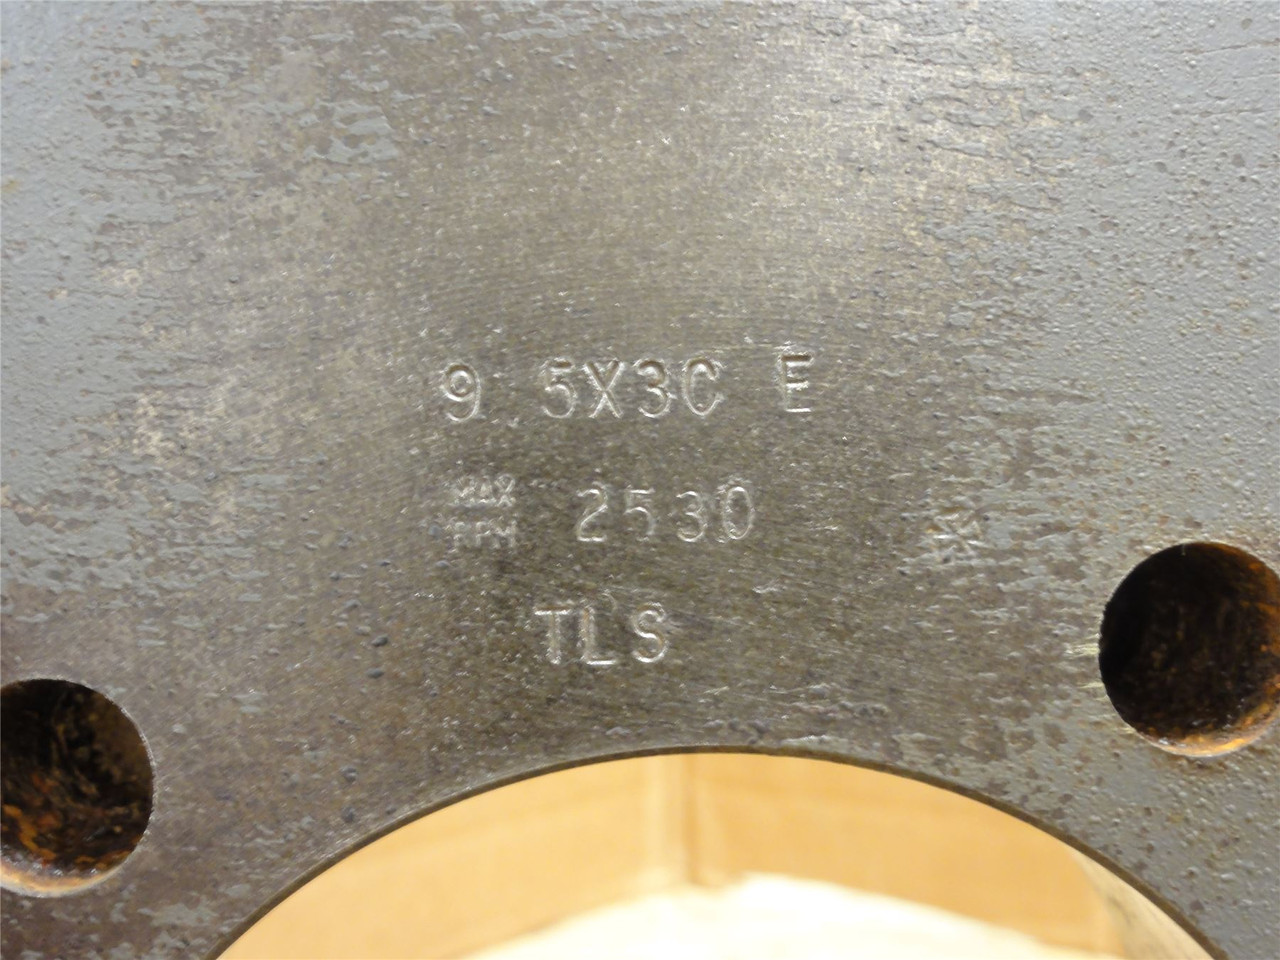 9 5X3C E
MAX RPM 2530
TLS